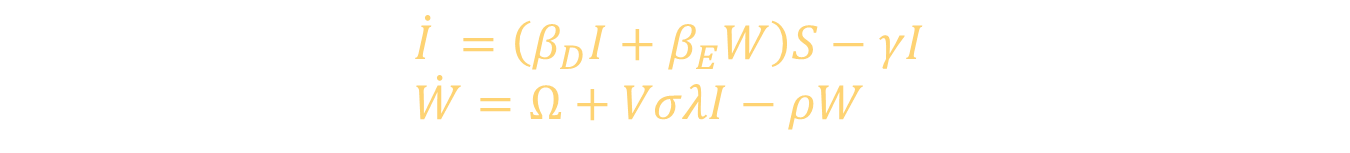 İ = (β_D I + β_E W)S − γI
Ẇ = Ω + VσλI − ρW